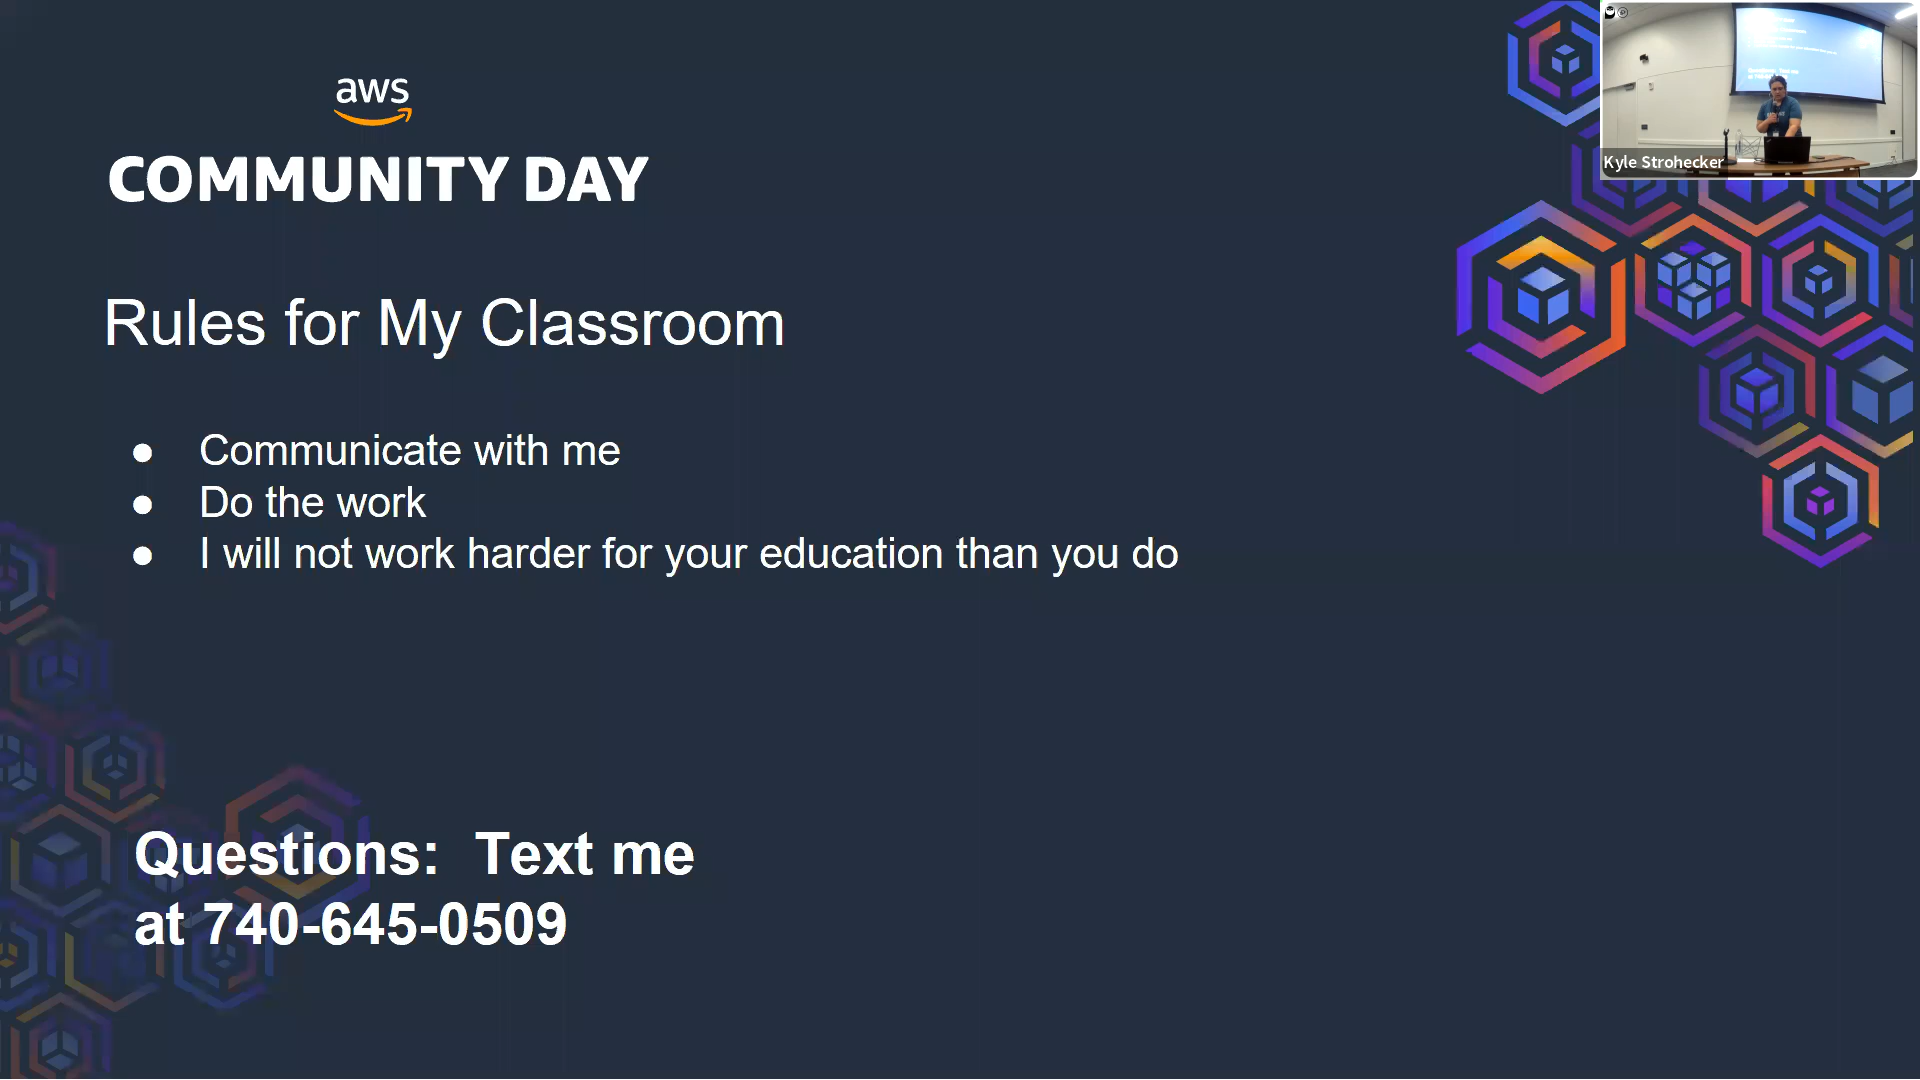 aws
COMMUNITY DAY
Rules for My Classroom
● Communicate with me
● Do the work
● I will not work harder for your education than you do
Questions:  Text me
at 740-645-0509
Kyle Strohecker